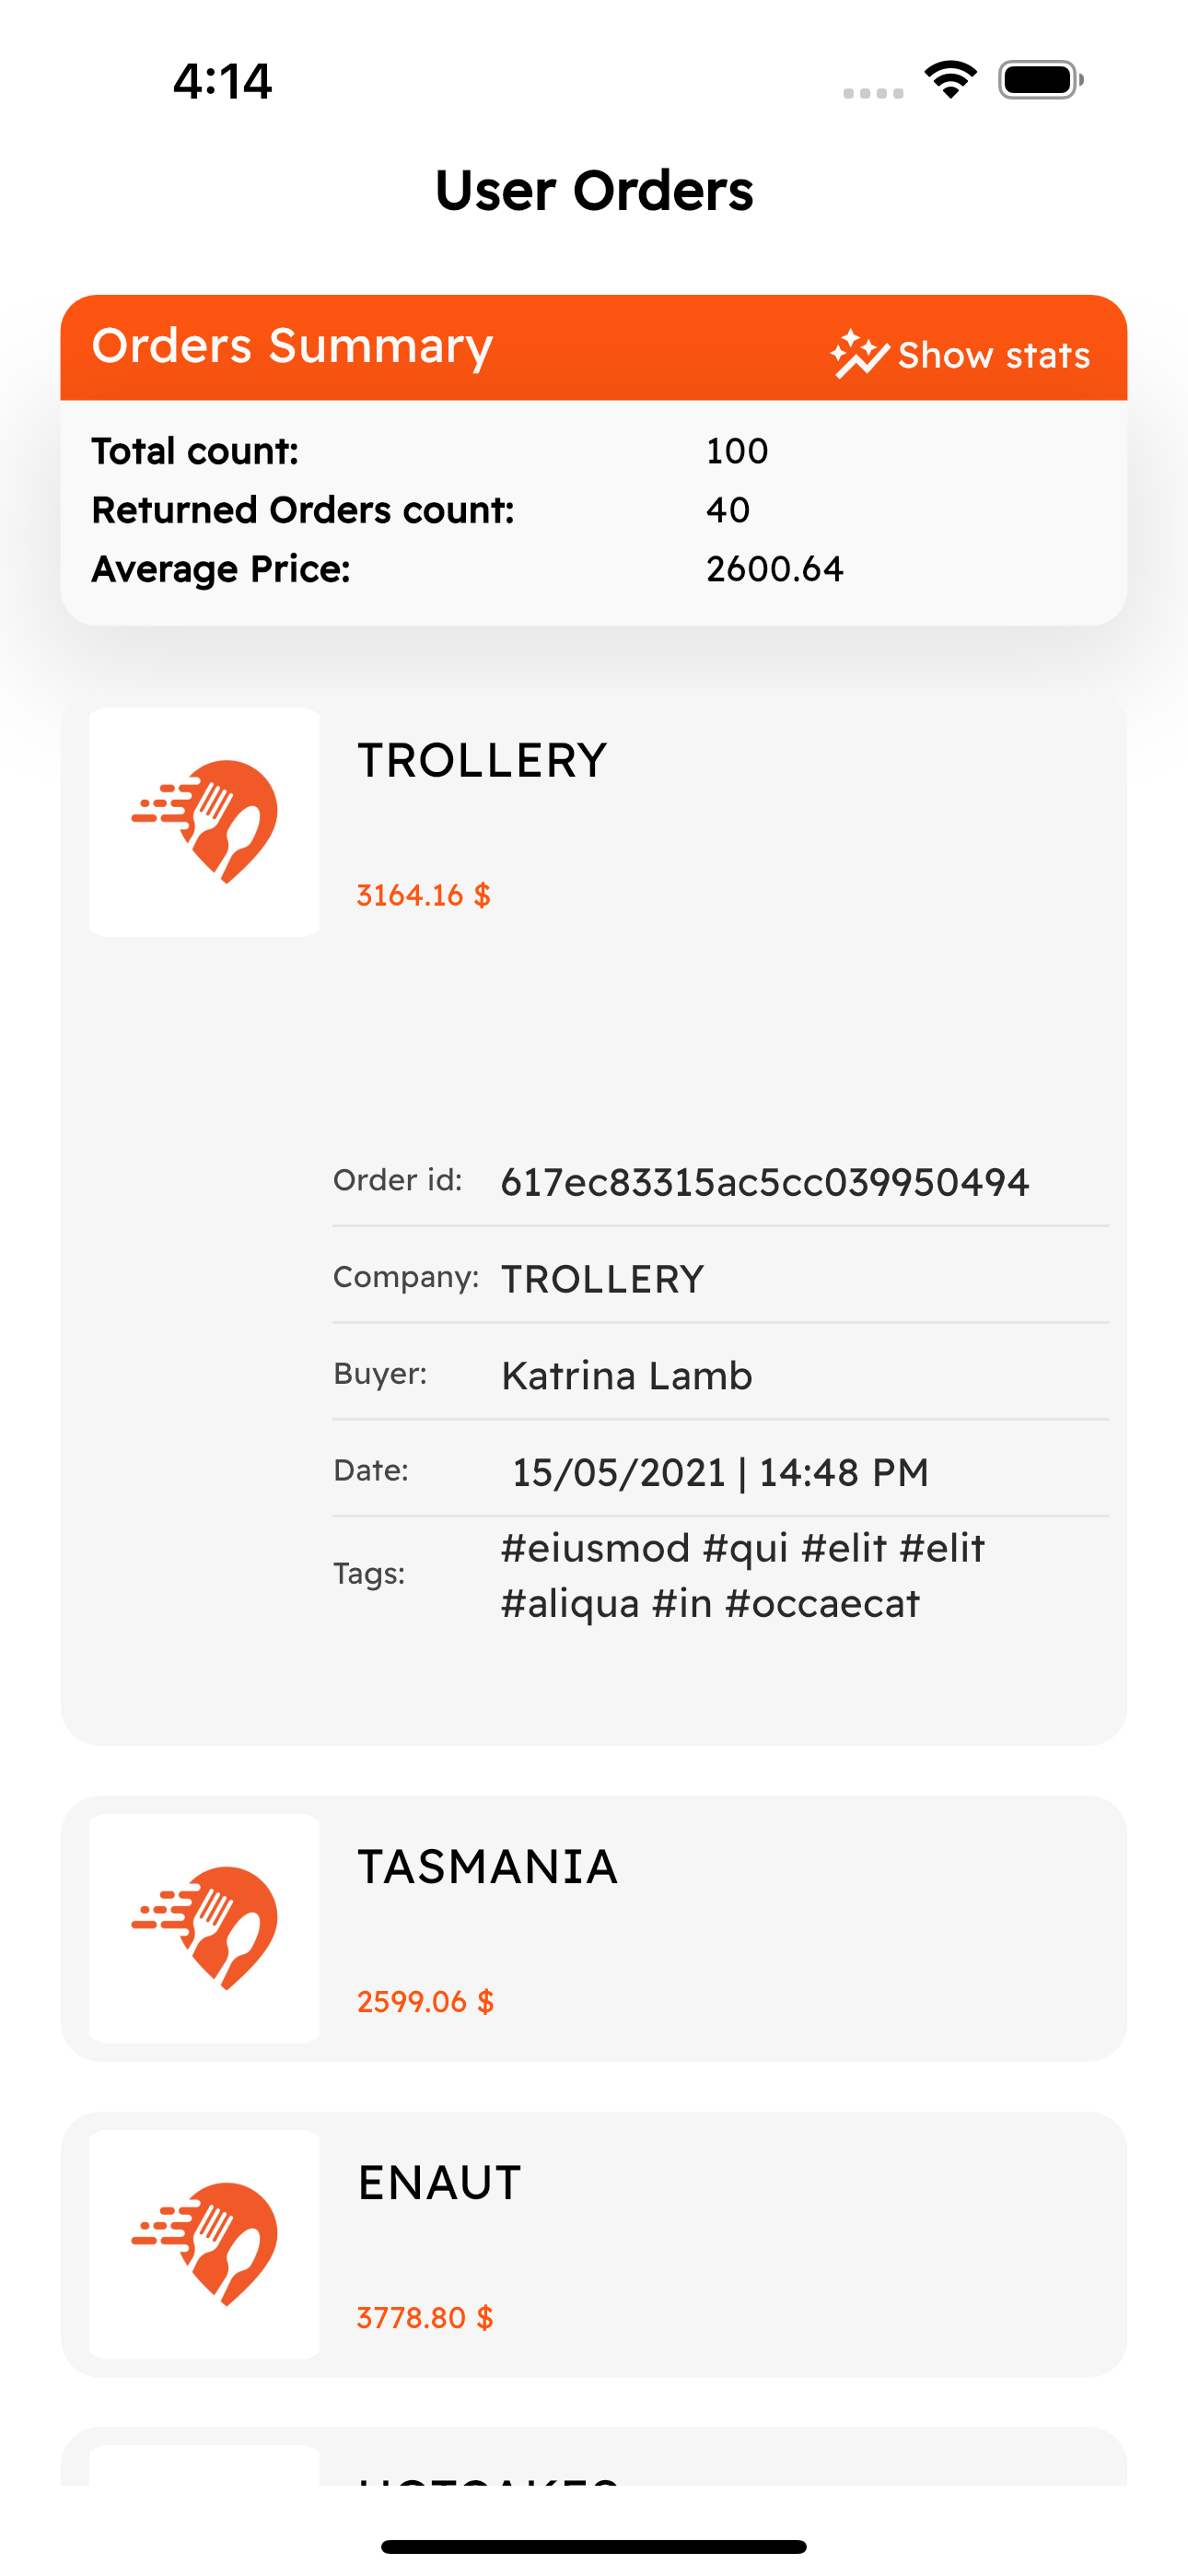 4:14
User Orders
Orders Summary
Show stats
Total count: 100
Returned Orders count: 40
Average Price: 2600.64
TROLLERY
3164.16 $
Order id: 617ec83315ac5cc039950494
Company: TROLLERY
Buyer: Katrina Lamb
Date: 15/05/2021 | 14:48 PM
Tags: #eiusmod #qui #elit #elit
#aliqua #in #occaecat
TASMANIA
2599.06 $
ENAUT
3778.80 $